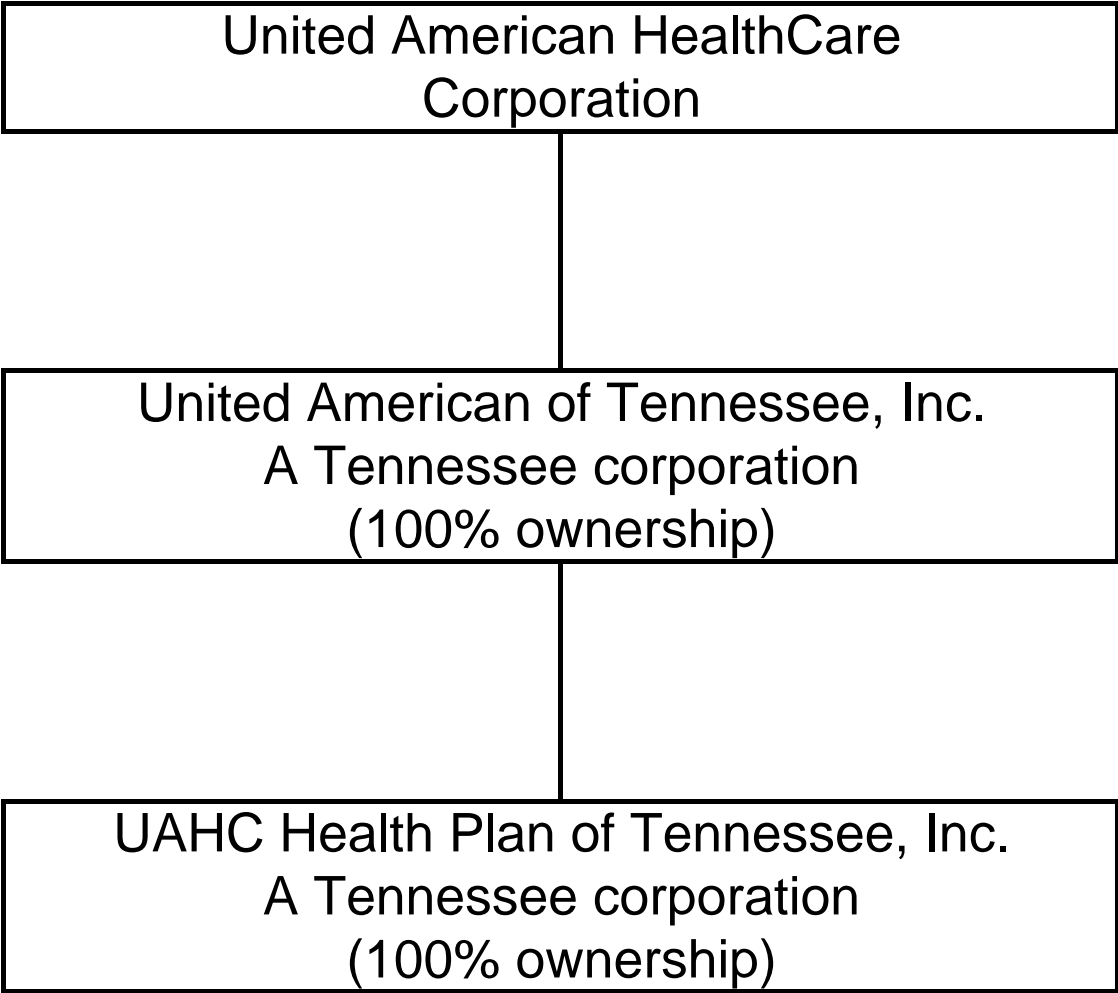 United American HealthCare
Corporation
United American of Tennessee, Inc.
A Tennessee corporation
(100% ownership)
UAHC Health Plan of Tennessee, Inc.
A Tennessee corporation
(100% ownership)